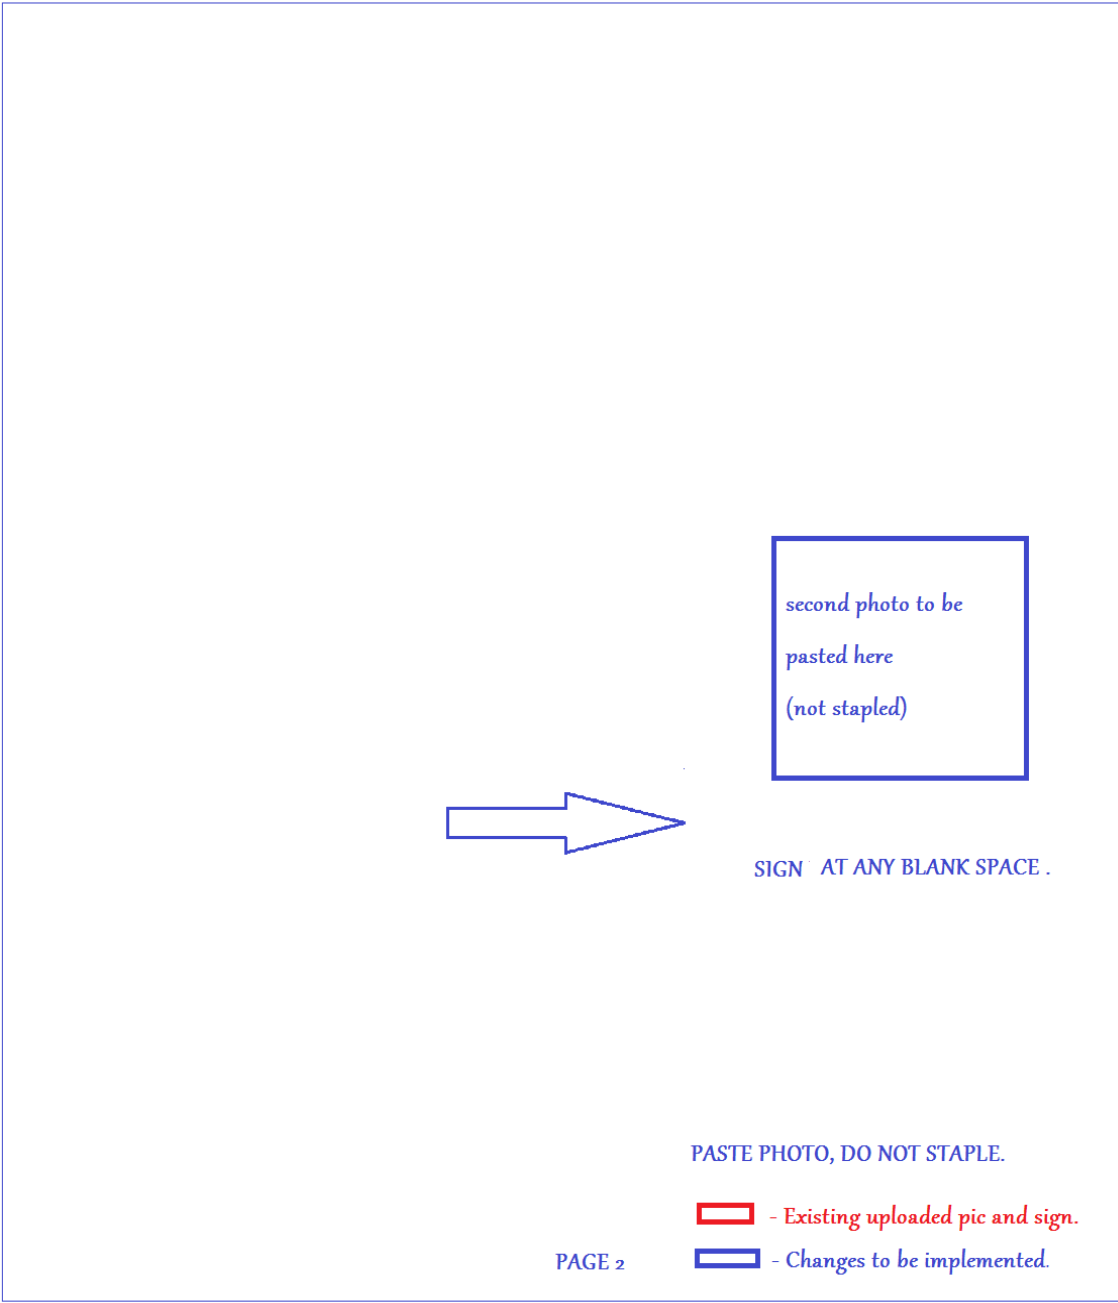 second photo to be
pasted here
(not stapled)
SIGN AT ANY BLANK SPACE .
PASTE PHOTO, DO NOT STAPLE.
- Existing uploaded pic and sign.
PAGE 2 - Changes to be implemented.